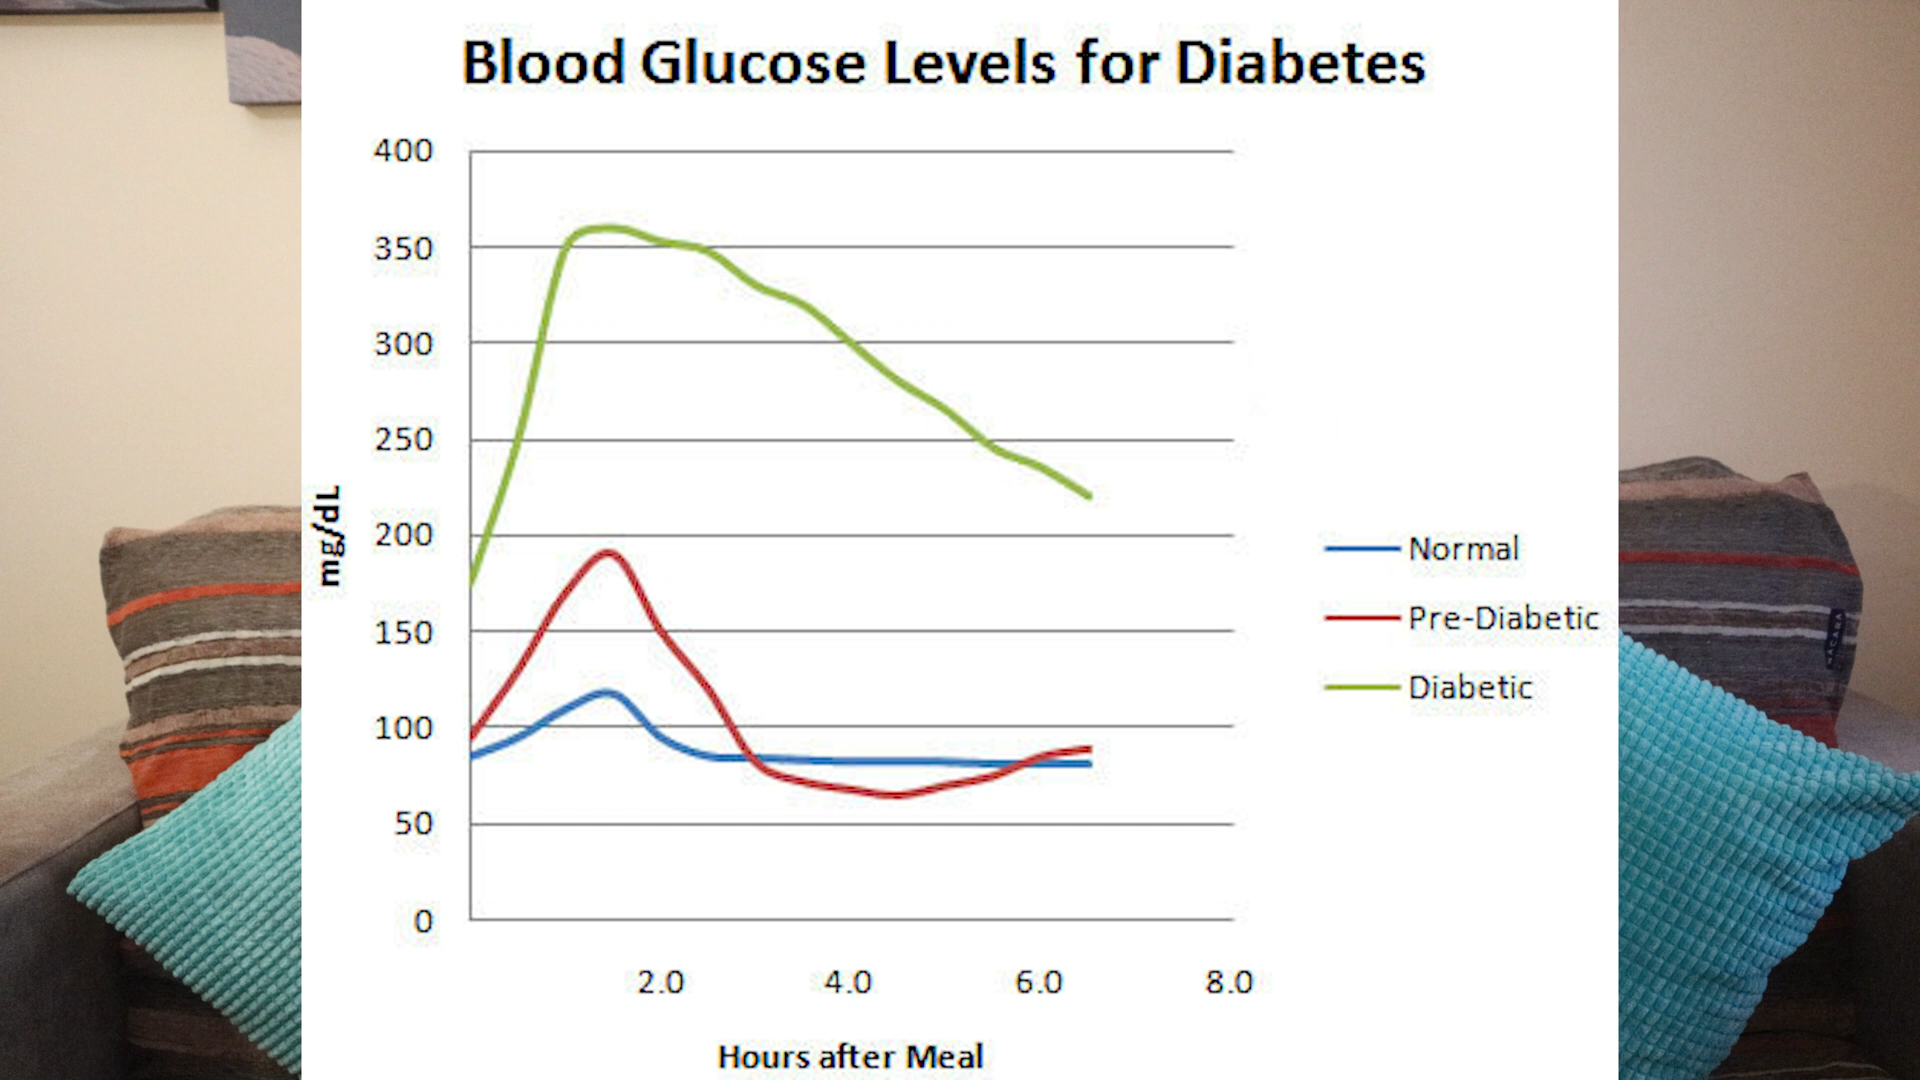 Blood Glucose Levels for Diabetes
400
350
300
250
200
150
100
50
0
mg/dL
2.0 4.0 6.0 8.0
Hours after Meal
Normal
Pre-Diabetic
Diabetic
NACARA